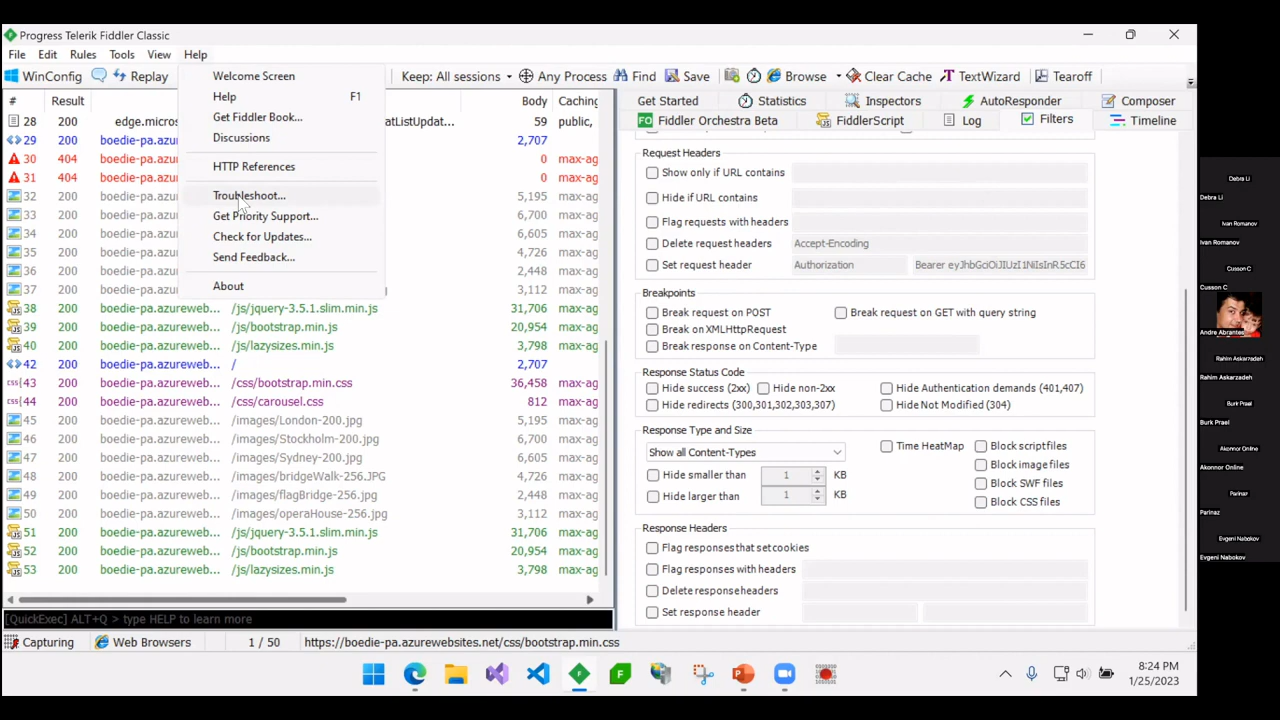 Progress Telerik Fiddler Classic
File Edit Rules Tools View Help
WinConfig Replay Keep: All sessions Any Process Find Save Browse Clear Cache TextWizard Tearoff
Welcome Screen
Help F1
Get Fiddler Book...
Discussions
HTTP References
Troubleshoot...
Get Priority Support...
Check for Updates...
Send Feedback...
About
# Result Body Caching
28 200 edge.micros atListUpdat... 59 public,
29 200 boedie-pa.azur 2,707
30 404 boedie-pa.azur 0 max-ag
31 404 boedie-pa.azur 0 max-ag
32 200 boedie-pa.azur 5,195 max-ag
33 200 boedie-pa.azur 6,700 max-ag
34 200 boedie-pa.azur 6,605 max-ag
35 200 boedie-pa.azur 4,726 max-ag
36 200 boedie-pa.azur 2,448 max-ag
37 200 boedie-pa.azur 3,112 max-ag
38 200 boedie-pa.azureweb... /js/jquery-3.5.1.slim.min.js 31,706 max-ag
39 200 boedie-pa.azureweb... /js/bootstrap.min.js 20,954 max-ag
40 200 boedie-pa.azureweb... /js/lazysizes.min.js 3,798 max-ag
42 200 boedie-pa.azureweb... / 2,707
43 200 boedie-pa.azureweb... /css/bootstrap.min.css 36,458 max-ag
44 200 boedie-pa.azureweb... /css/carousel.css 812 max-ag
45 200 boedie-pa.azureweb... /images/London-200.jpg 5,195 max-ag
46 200 boedie-pa.azureweb... /images/Stockholm-200.jpg 6,700 max-ag
47 200 boedie-pa.azureweb... /images/Sydney-200.jpg 6,605 max-ag
48 200 boedie-pa.azureweb... /images/bridgeWalk-256.JPG 4,726 max-ag
49 200 boedie-pa.azureweb... /images/flagBridge-256.jpg 2,448 max-ag
50 200 boedie-pa.azureweb... /images/operaHouse-256.jpg 3,112 max-ag
51 200 boedie-pa.azureweb... /js/jquery-3.5.1.slim.min.js 31,706 max-ag
52 200 boedie-pa.azureweb... /js/bootstrap.min.js 20,954 max-ag
53 200 boedie-pa.azureweb... /js/lazysizes.min.js 3,798 max-ag
[QuickExec] ALT+Q > type HELP to learn more
Capturing Web Browsers 1 / 50 https://boedie-pa.azurewebsites.net/css/bootstrap.min.css
Get Started Statistics Inspectors AutoResponder Composer
FO Fiddler Orchestra Beta FiddlerScript Log Filters Timeline
Request Headers
Show only if URL contains
Hide if URL contains
Flag requests with headers
Delete request headers Accept-Encoding
Set request header Authorization Bearer eyJhbGciOiJIUzI1NiIsInR5cCI6
Breakpoints
Break request on POST Break request on GET with query string
Break on XMLHttpRequest
Break response on Content-Type
Response Status Code
Hide success (2xx) Hide non-2xx Hide Authentication demands (401,407)
Hide redirects (300,301,302,303,307) Hide Not Modified (304)
Response Type and Size
Show all Content-Types Time HeatMap Block scriptfiles
Block image files
Hide smaller than 1 KB Block SWF files
Hide larger than 1 KB Block CSS files
Response Headers
Flag responses that set cookies
Flag responses with headers
Delete response headers
Set response header
8:24 PM
1/25/2023
Debra Li
Debra Li
Ivan Romanov
Ivan Romanov
Cusson C
Cusson C
Andre Abrantes
Rahim Askarzadeh
Rahim Askarzadeh
Burk Prael
Burk Prael
Akonnor Online
Akonnor Online
Parinaz
Parinaz
Evgeni Nabokov
Evgeni Nabokov